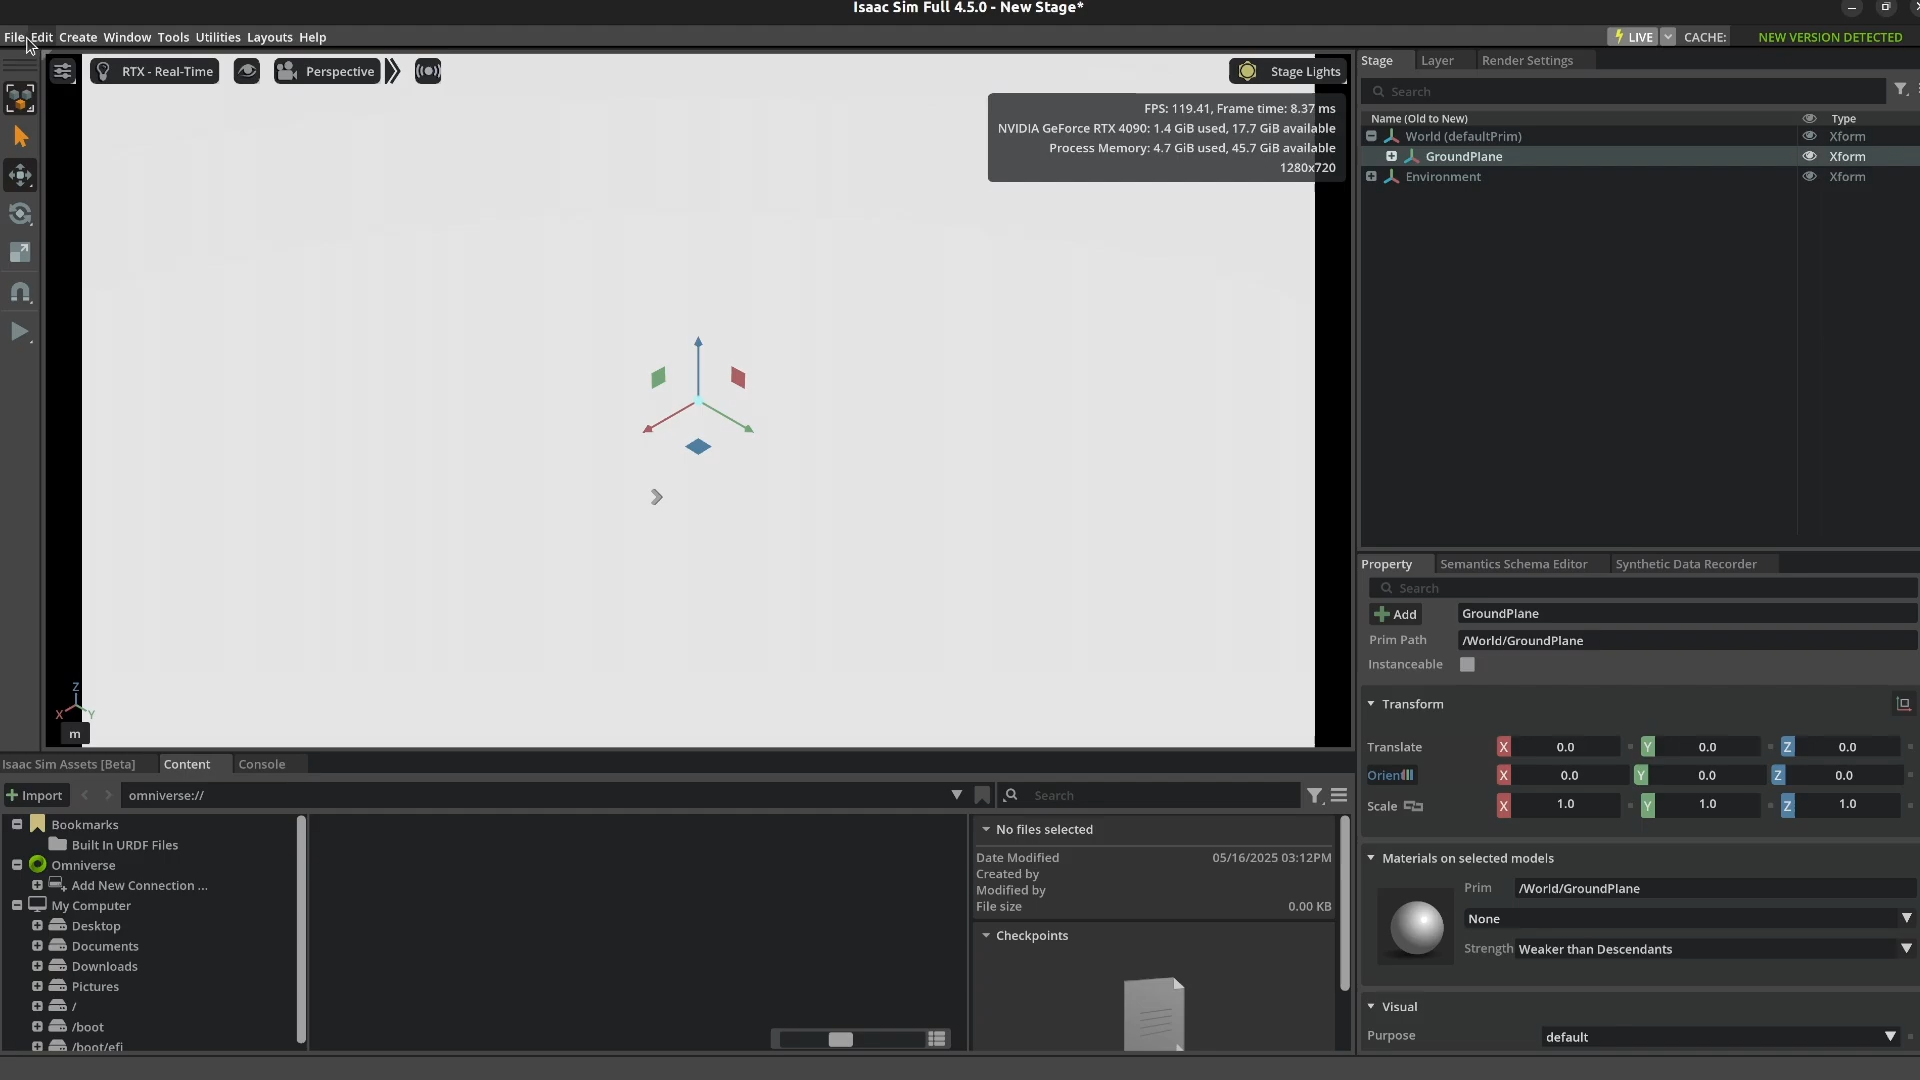 Isaac Sim Full 4.5.0 - New Stage*
File Edit Create Window Tools Utilities Layouts Help
LIVE CACHE: NEW VERSION DETECTED
RTX - Real-Time
Perspective
Stage Lights
FPS: 119.41, Frame time: 8.37 ms
NVIDIA GeForce RTX 4090: 1.4 GiB used, 17.7 GiB available
Process Memory: 4.7 GiB used, 45.7 GiB available
1280x720
Z
X Y
m
Stage Layer Render Settings
Search
Name (Old to New) Type
World (defaultPrim) Xform
GroundPlane Xform
Environment Xform
Property Semantics Schema Editor Synthetic Data Recorder
Search
Add GroundPlane
Prim Path /World/GroundPlane
Instanceable
Transform
Translate X 0.0 Y 0.0 Z 0.0
Orien X 0.0 Y 0.0 Z 0.0
Scale X 1.0 Y 1.0 Z 1.0
Materials on selected models
Prim /World/GroundPlane
None
Strength Weaker than Descendants
Visual
Purpose default
Isaac Sim Assets [Beta] Content Console
Import omniverse:// Search
Bookmarks
Built In URDF Files
Omniverse
Add New Connection ...
My Computer
Desktop
Documents
Downloads
Pictures
/
/boot
/boot/efi
No files selected
Date Modified 05/16/2025 03:12PM
Created by
Modified by
File size 0.00 KB
Checkpoints